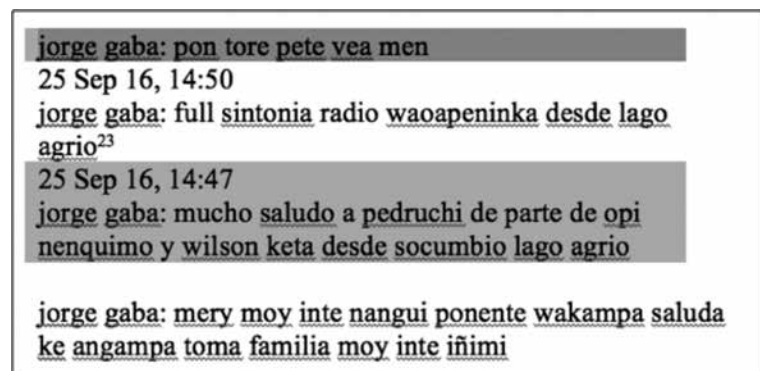 jorge gaba: pon tore pete vea men
25 Sep 16, 14:50
jorge gaba: full sintonia radio waoapeninka desde lago
agrio²³
25 Sep 16, 14:47
jorge gaba: mucho saludo a pedruchi de parte de opi
nenquimo y wilson keta desde socumbio lago agrio
jorge gaba: mery moy inte nangui ponente wakampa saluda
ke angampa toma familia moy inte iñimi